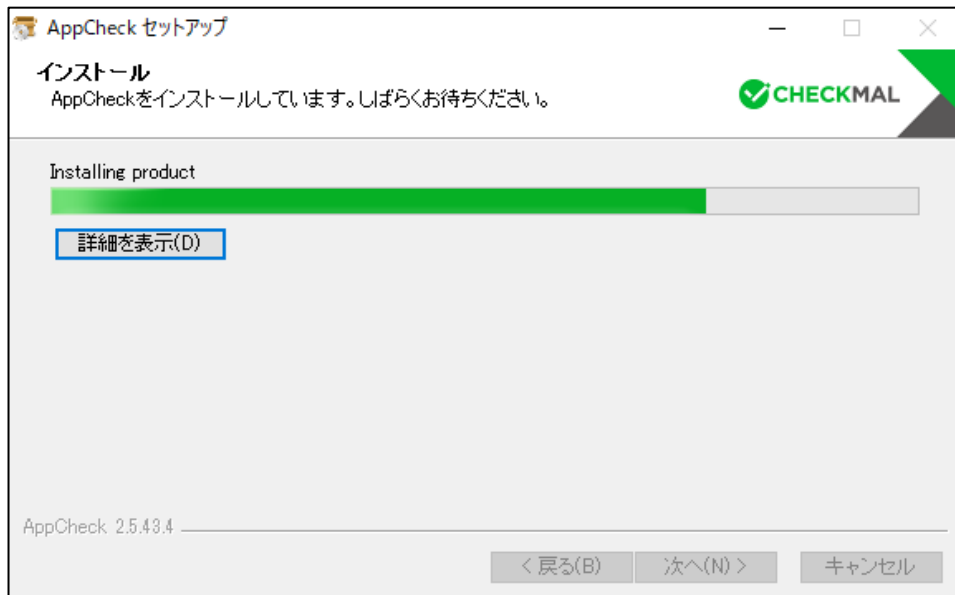 AppCheck セットアップ
インストール
AppCheckをインストールしています。しばらくお待ちください。
CHECKMAL
Installing product
詳細を表示(D)
AppCheck 2.5.43.4
< 戻る(B)
次へ(N) >
キャンセル